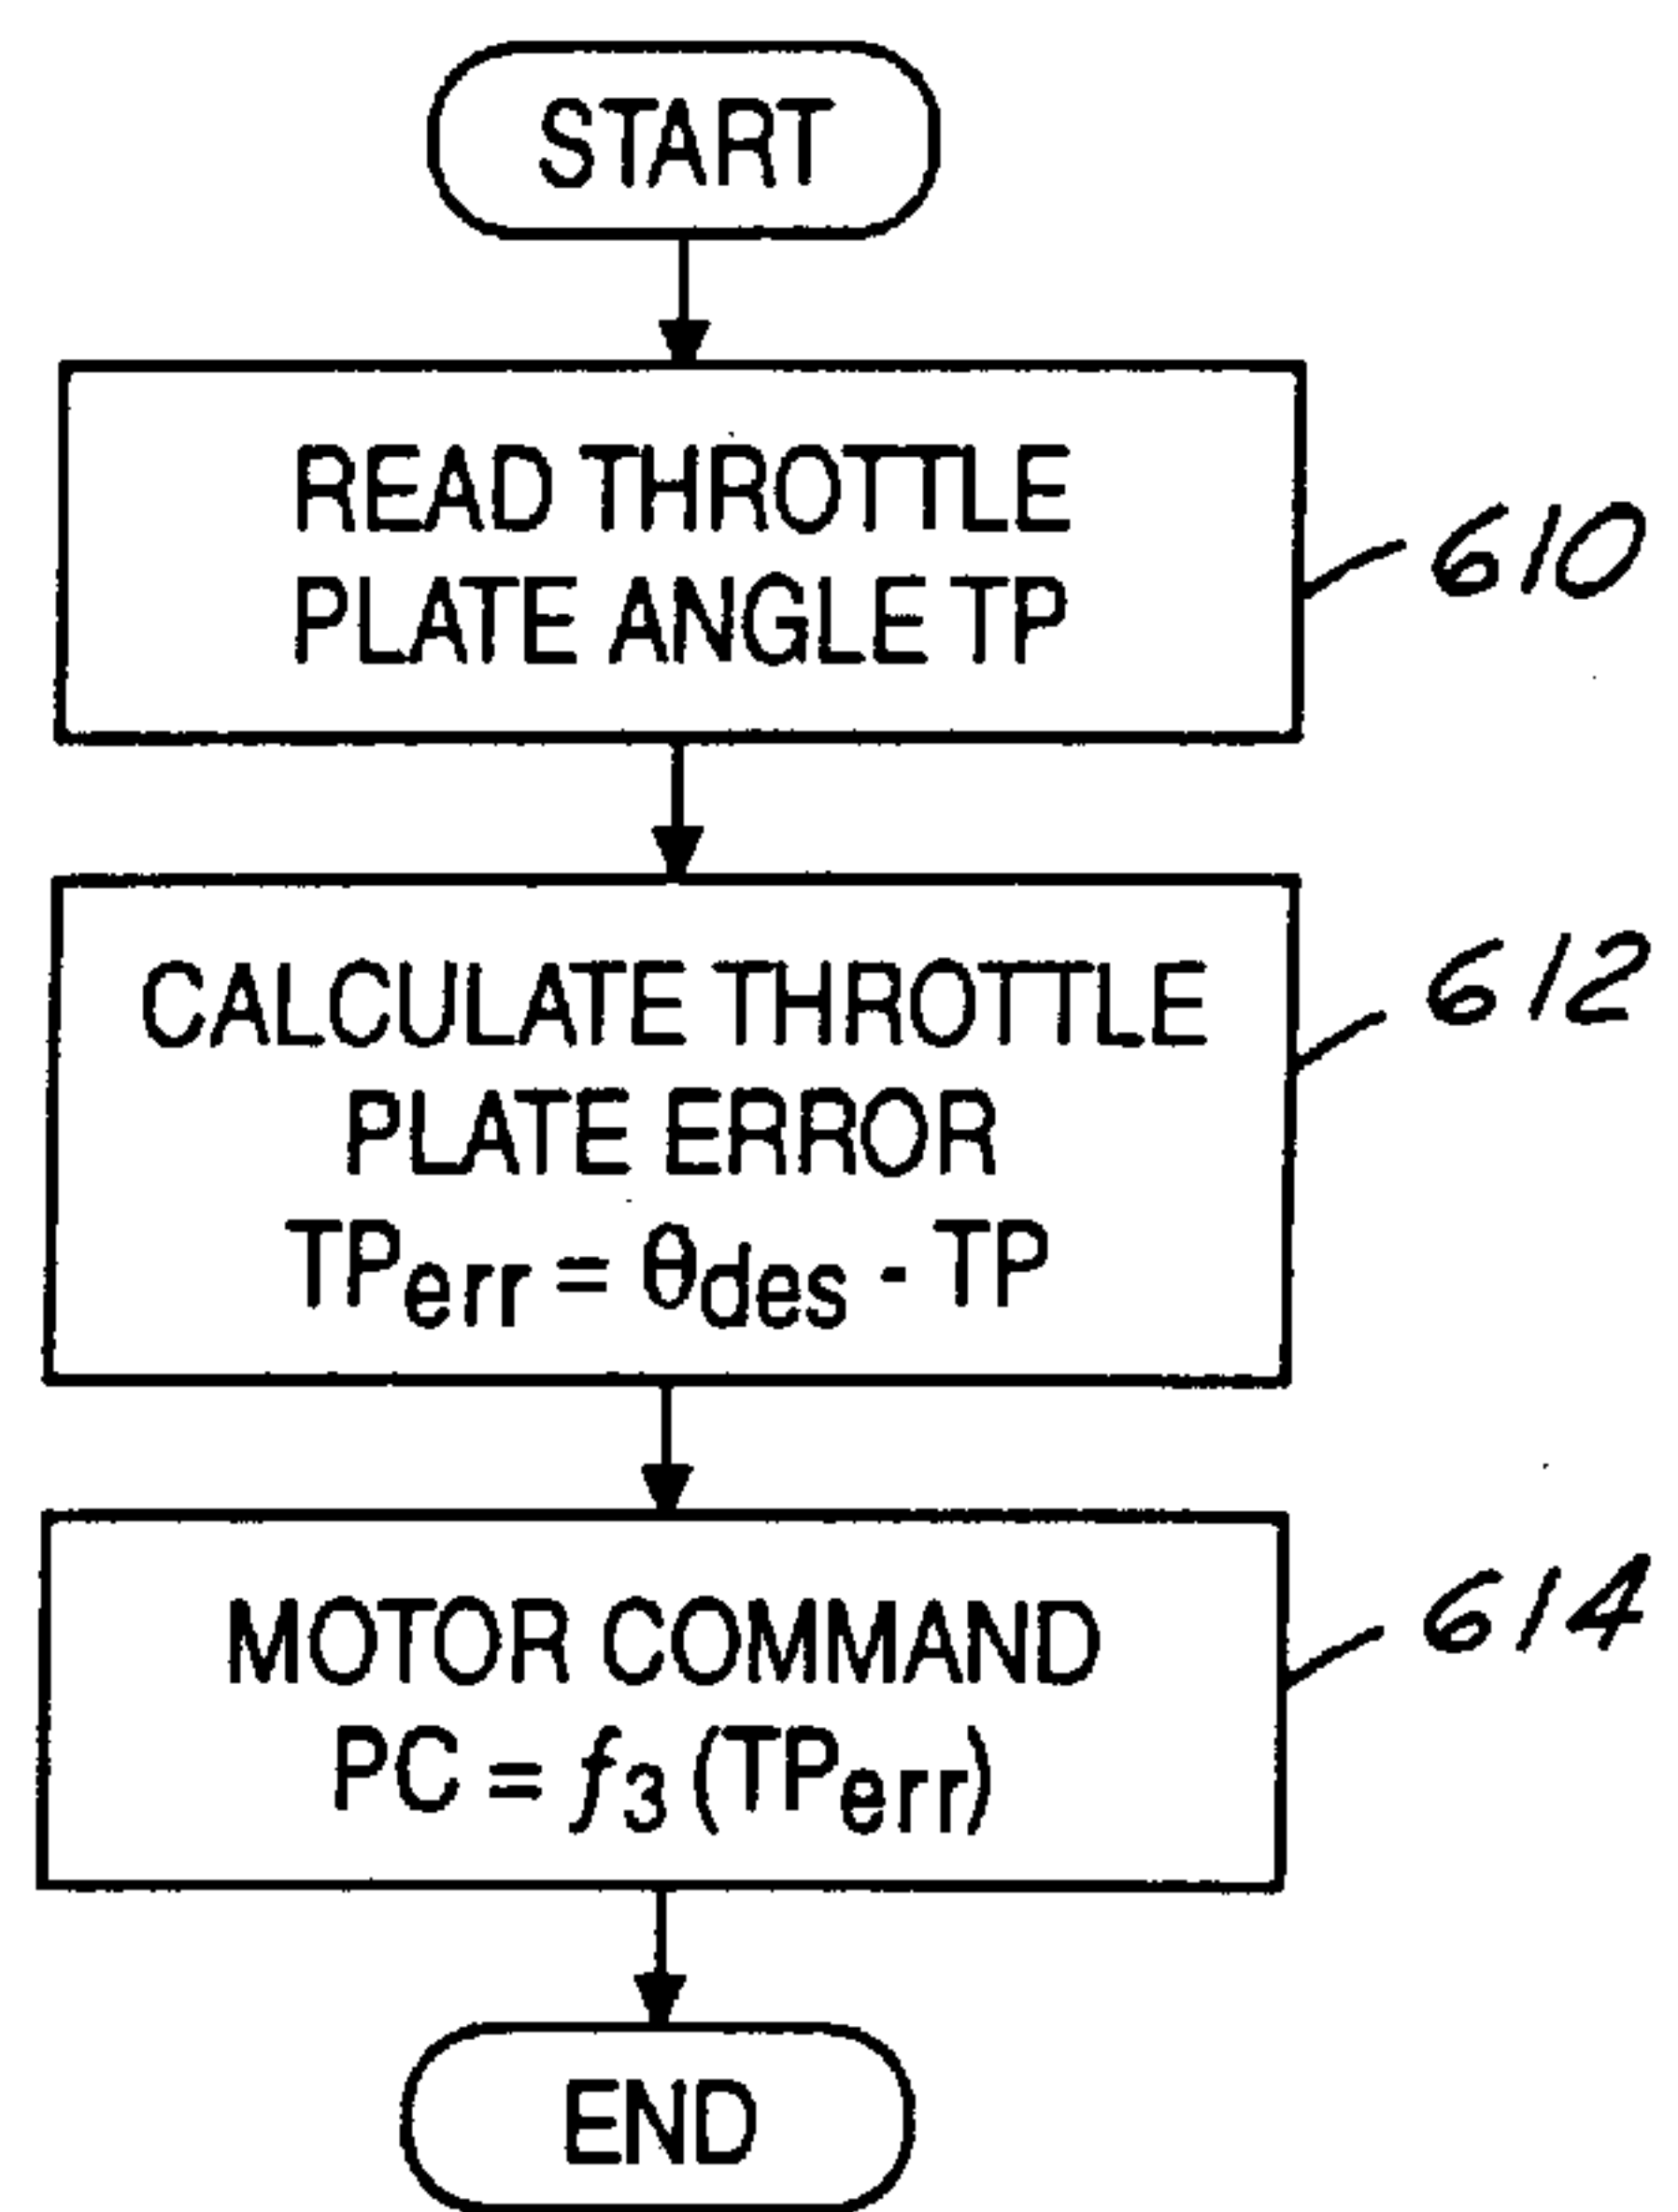 START
READ THROTTLE
PLATE ANGLE TP
610
CALCULATE THROTTLE
PLATE ERROR
TPerr = θdes - TP
612
MOTOR COMMAND
PC = f3 (TPerr)
614
END